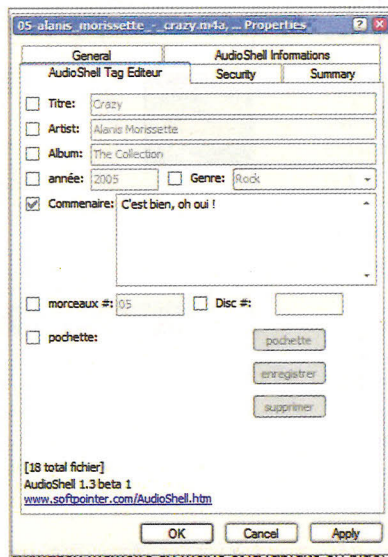 05-alanis_morissette_-_crazy.m4a, ... Properties
General AudioShell Informations
AudioShell Tag Editeur Security Summary
Titre: Crazy
Artist: Alanis Morissette
Album: The Collection
année: 2005 Genre: Rock
Commenaire: C'est bien, oh oui !
morceaux #: 05 Disc #:
pochette: pochette
enregistrer
supprimer
[18 total fichier]
AudioShell 1.3 beta 1
www.softpointer.com/AudioShell.htm
OK Cancel Apply